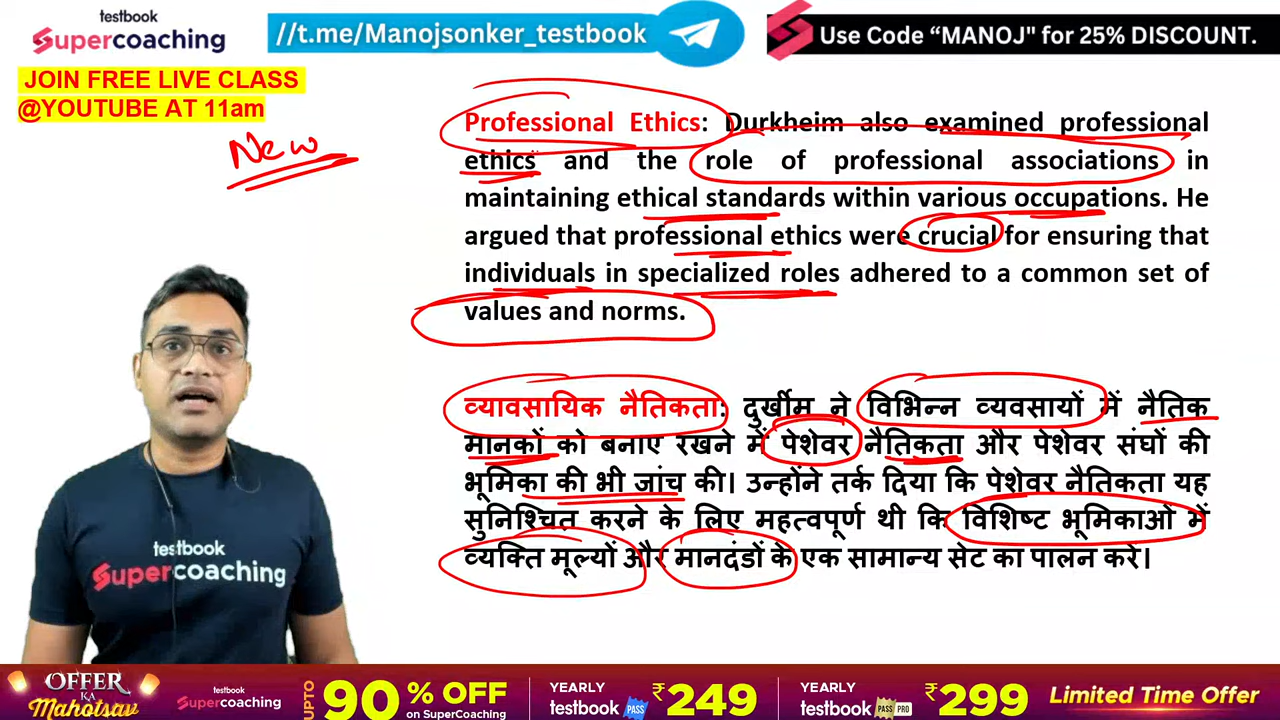 testbook
Supercoaching
//t.me/Manojsonker_testbook
Use Code “MANOJ" for 25% DISCOUNT.
JOIN FREE LIVE CLASS
@YOUTUBE AT 11am
New
Professional Ethics: Durkheim also examined professional
ethics and the role of professional associations in
maintaining ethical standards within various occupations. He
argued that professional ethics were crucial for ensuring that
individuals in specialized roles adhered to a common set of
values and norms.
व्यावसायिक नैतिकता: दुर्खीम ने विभिन्न व्यवसायों में नैतिक
मानकों को बनाए रखने में पेशेवर नैतिकता और पेशेवर संघों की
भूमिका की भी जांच की। उन्होंने तर्क दिया कि पेशेवर नैतिकता यह
सुनिश्चित करने के लिए महत्वपूर्ण थी कि विशिष्ट भूमिकाओं में
व्यक्ति मूल्यों और मानदंडों के एक सामान्य सेट का पालन करें।
testbook
Supercoaching
OFFER
KA
Mahotsav
testbook
Supercoaching
UPTO
90% OFF
on SuperCoaching
YEARLY
testbook PASS
₹249
YEARLY
testbook PASS PRO
₹299
Limited Time Offer